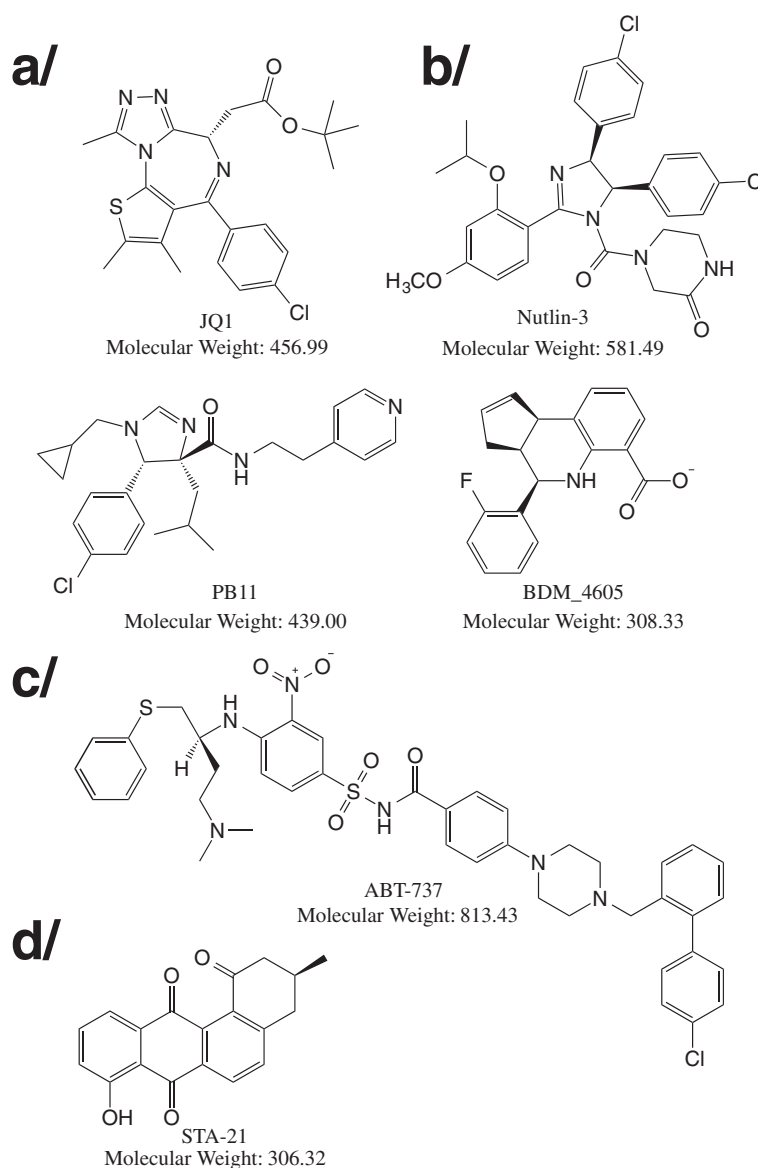 a/
N
N
N
N
S
O
O
Cl
JQ1
Molecular Weight: 456.99
b/
Cl
C
O
N
N
H₃CO
O
N
NH
O
Nutlin-3
Molecular Weight: 581.49
N
N
O
N
H
N
Cl
PB11
Molecular Weight: 439.00
F
NH
O
O⁻
BDM_4605
Molecular Weight: 308.33
c/
S
H
N
H
N
O
N⁺
O⁻
O
S
O
N
H
O
N
N
Cl
ABT-737
Molecular Weight: 813.43
d/
O
O
O
OH
STA-21
Molecular Weight: 306.32